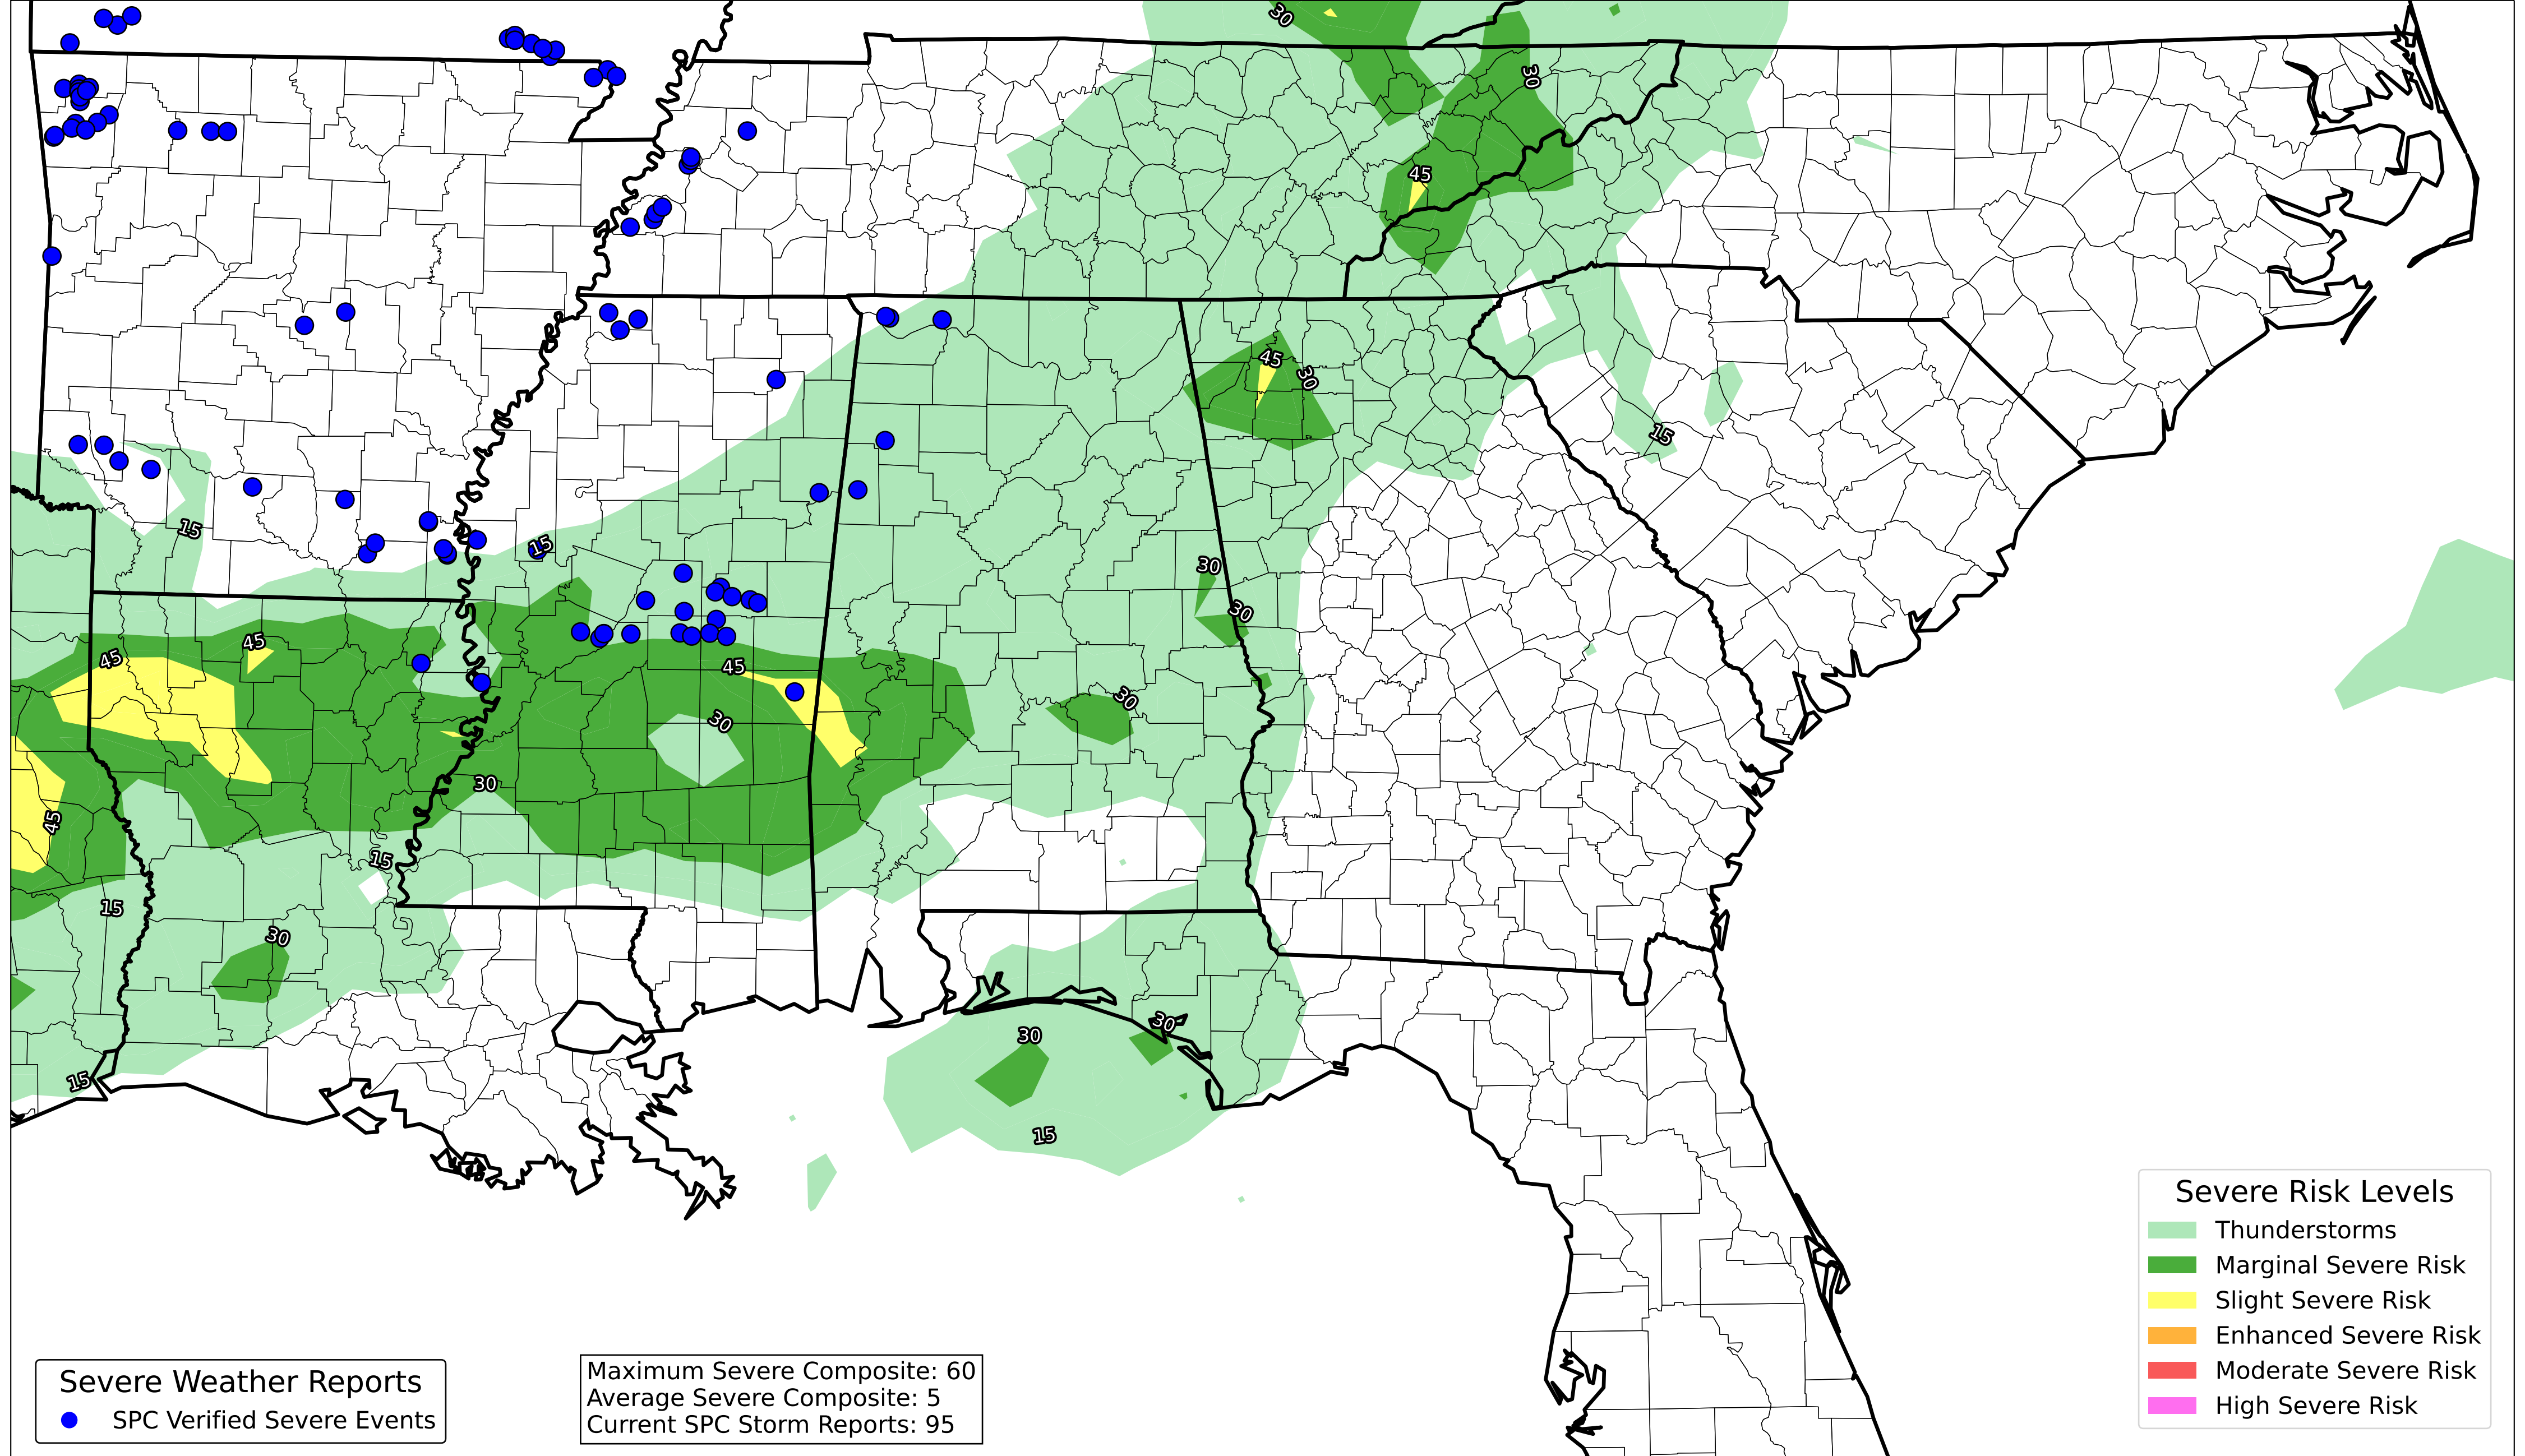 30
30
45
45
30
15
15
15
30
30
45
45
45
30
30
30
45
15
15
30
30
30
15
15
Severe Risk Levels
Thunderstorms
Marginal Severe Risk
Slight Severe Risk
Enhanced Severe Risk
Moderate Severe Risk
High Severe Risk
Severe Weather Reports
SPC Verified Severe Events
Maximum Severe Composite: 60
Average Severe Composite: 5
Current SPC Storm Reports: 95